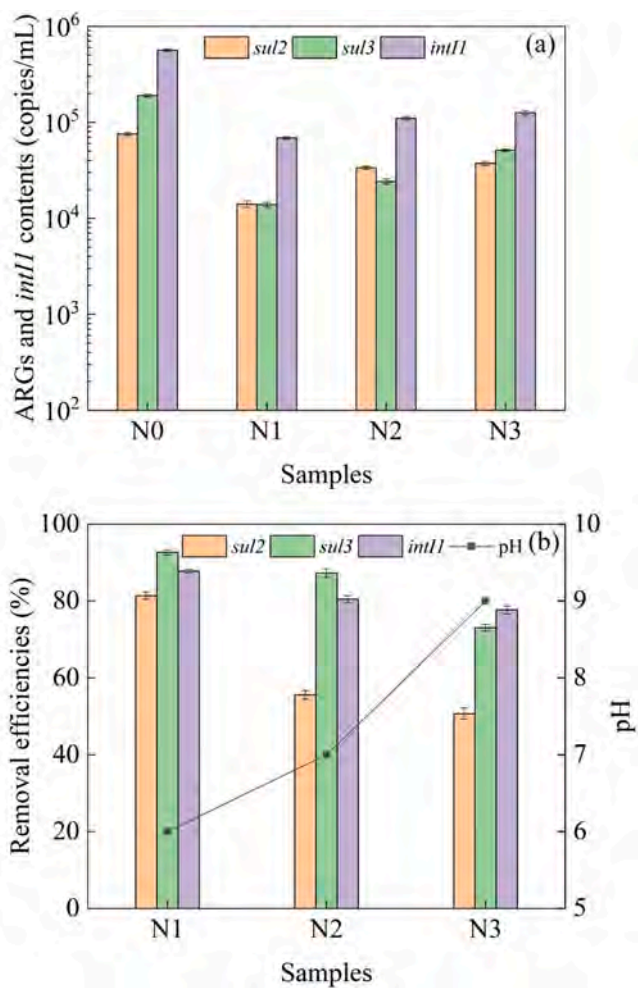 (a)
sul2 sul3 intI1
ARGs and intI1 contents (copies/mL)
10^6
10^5
10^4
10^3
10^2
N0 N1 N2 N3
Samples
(b)
sul2 sul3 intI1 pH
Removal efficiencies (%)
100
80
60
40
20
0
10
9
8
7
6
5
pH
N1 N2 N3
Samples